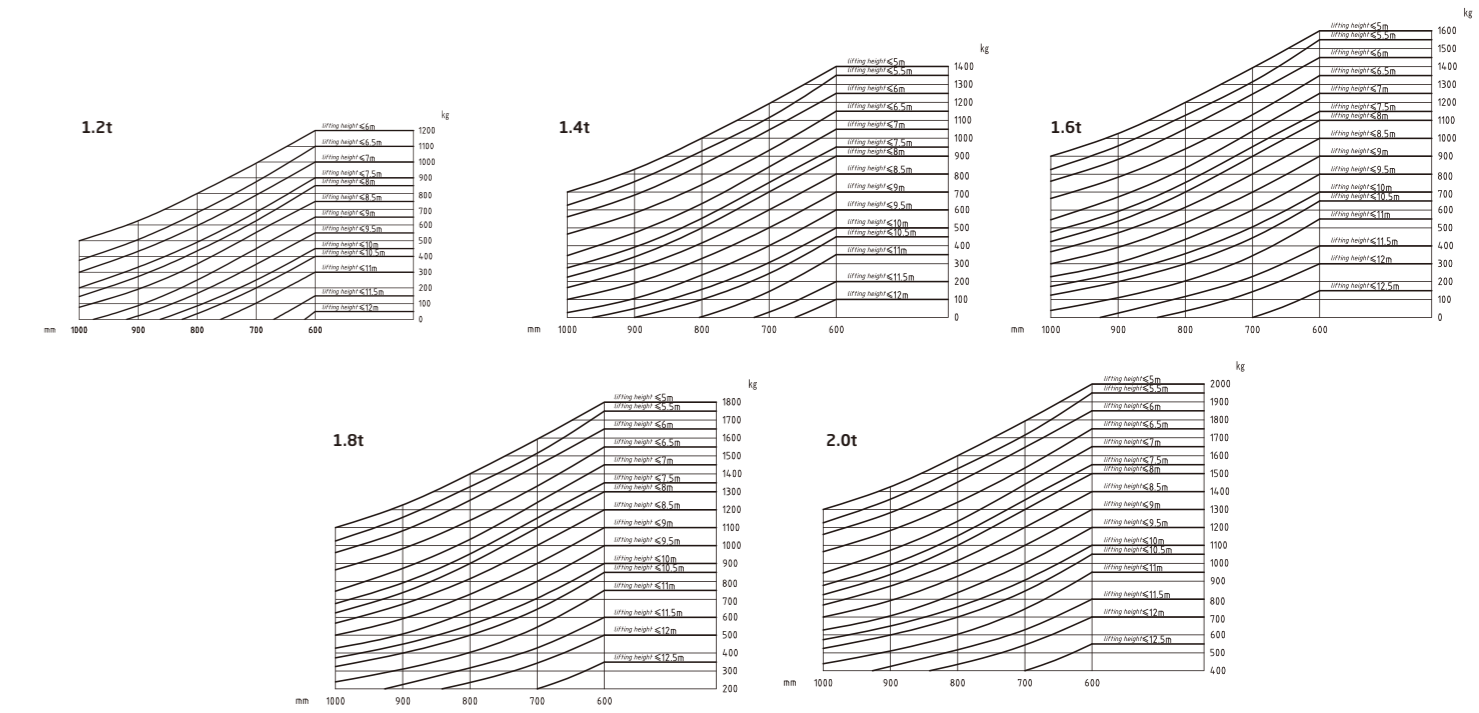 1.2t
kg
lifting height≤6m
1200
lifting height≤6.5m
1100
lifting height≤7m
1000
lifting height≤7.5m
900
lifting height≤8m
lifting height≤8.5m
800
lifting height≤9m
700
600
lifting height≤9.5m
500
lifting height≤10m
lifting height≤10.5m
400
lifting height≤11m
300
200
lifting height≤11.5m
100
lifting height≤12m
0
mm 1000 900 800 700 600
1.4t
kg
lifting height≤5m
1400
lifting height≤5.5m
1300
lifting height≤6m
1200
lifting height≤6.5m
1100
lifting height≤7m
1000
lifting height≤7.5m
900
lifting height≤8m
lifting height≤8.5m
800
lifting height≤9m
700
lifting height≤9.5m
600
lifting height≤10m
500
lifting height≤10.5m
400
lifting height≤11m
300
lifting height≤11.5m
200
lifting height≤12m
100
0
mm 1000 900 800 700 600
1.6t
kg
lifting height≤5m
1600
lifting height≤5.5m
1500
lifting height≤6m
1400
lifting height≤6.5m
1300
lifting height≤7m
1200
lifting height≤7.5m
1100
lifting height≤8m
lifting height≤8.5m
1000
lifting height≤9m
900
lifting height≤9.5m
800
lifting height≤10m
700
lifting height≤10.5m
600
lifting height≤11m
500
lifting height≤11.5m
400
lifting height≤12m
300
200
lifting height≤12.5m
100
0
mm 1000 900 800 700 600
1.8t
kg
lifting height≤5m
1800
lifting height≤5.5m
1700
lifting height≤6m
1600
lifting height≤6.5m
1500
lifting height≤7m
1400
lifting height≤7.5m
1300
lifting height≤8m
lifting height≤8.5m
1200
lifting height≤9m
1100
lifting height≤9.5m
1000
lifting height≤10m
900
lifting height≤10.5m
800
lifting height≤11m
700
lifting height≤11.5m
600
lifting height≤12m
500
400
lifting height≤12.5m
300
200
mm 1000 900 800 700 600
2.0t
kg
lifting height≤5m
2000
lifting height≤5.5m
1900
lifting height≤6m
1800
lifting height≤6.5m
1700
lifting height≤7m
1600
lifting height≤7.5m
1500
lifting height≤8m
lifting height≤8.5m
1400
lifting height≤9m
1300
lifting height≤9.5m
1200
lifting height≤10m
1100
lifting height≤10.5m
1000
lifting height≤11m
900
lifting height≤11.5m
800
lifting height≤12m
700
600
lifting height≤12.5m
500
400
mm 1000 900 800 700 600